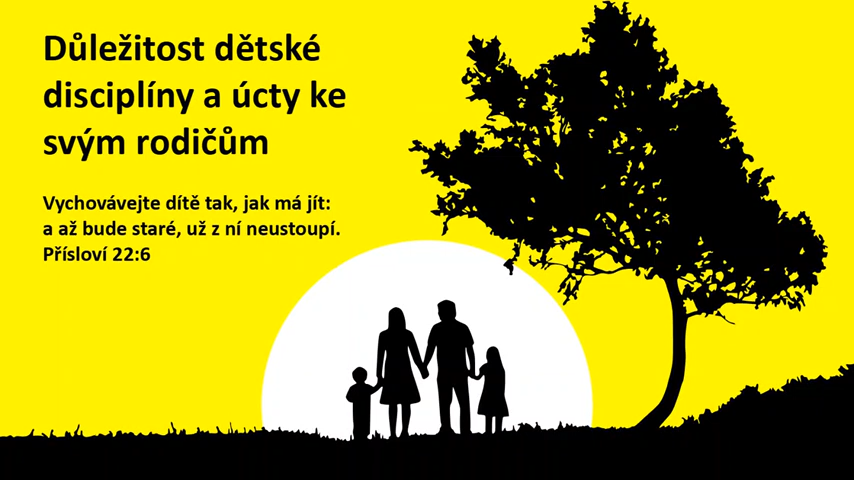 Důležitost dětské
disciplíny a úcty ke
svým rodičům
Vychovávejte dítě tak, jak má jít:
a až bude staré, už z ní neustoupí.
Přísloví 22:6